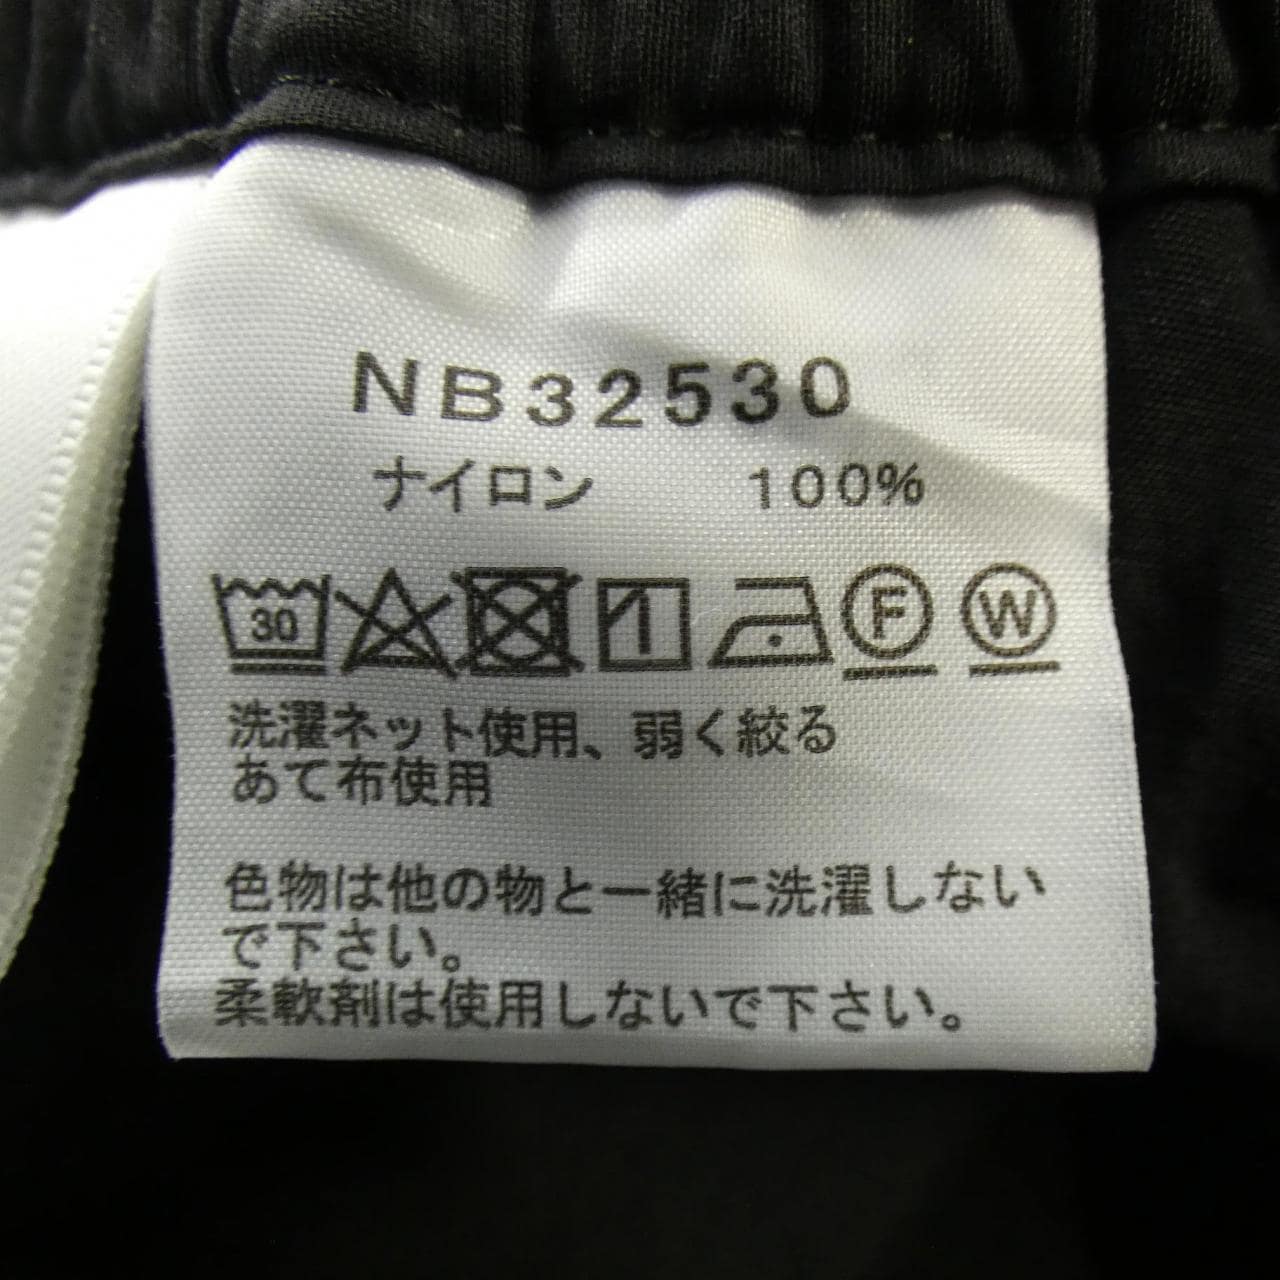 NB32530
ナイロン 100%
30 F W
洗濯ネット使用、弱く絞る
あて布使用
色物は他の物と一緒に洗濯しない
で下さい。
柔軟剤は使用しないで下さい。